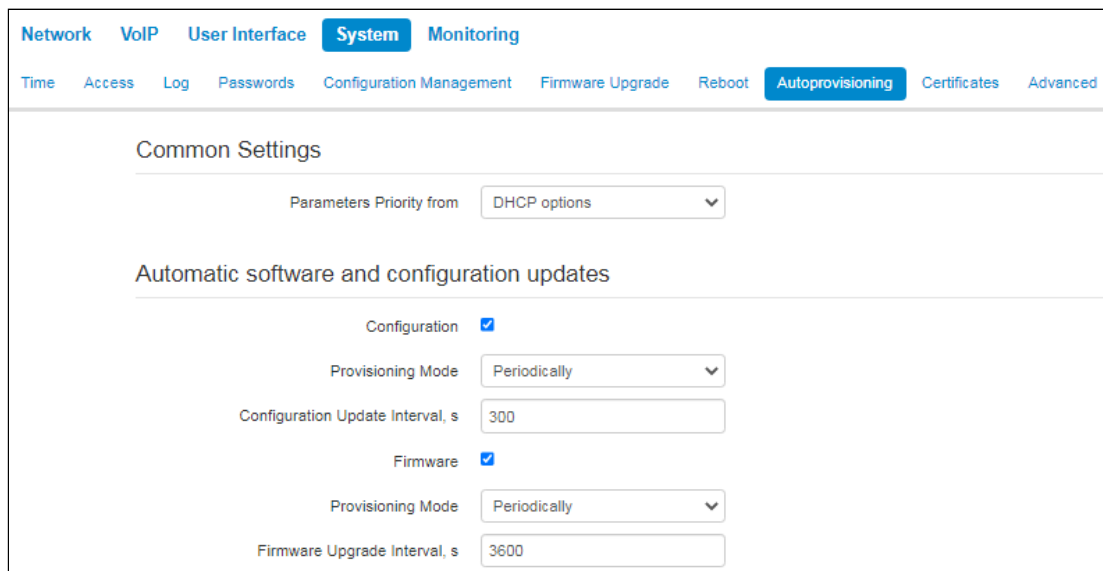 Network VoIP User Interface System Monitoring
Time Access Log Passwords Configuration Management Firmware Upgrade Reboot Autoprovisioning Certificates Advanced
Common Settings
Parameters Priority from DHCP options
Automatic software and configuration updates
Configuration
Provisioning Mode Periodically
Configuration Update Interval, s 300
Firmware
Provisioning Mode Periodically
Firmware Upgrade Interval, s 3600